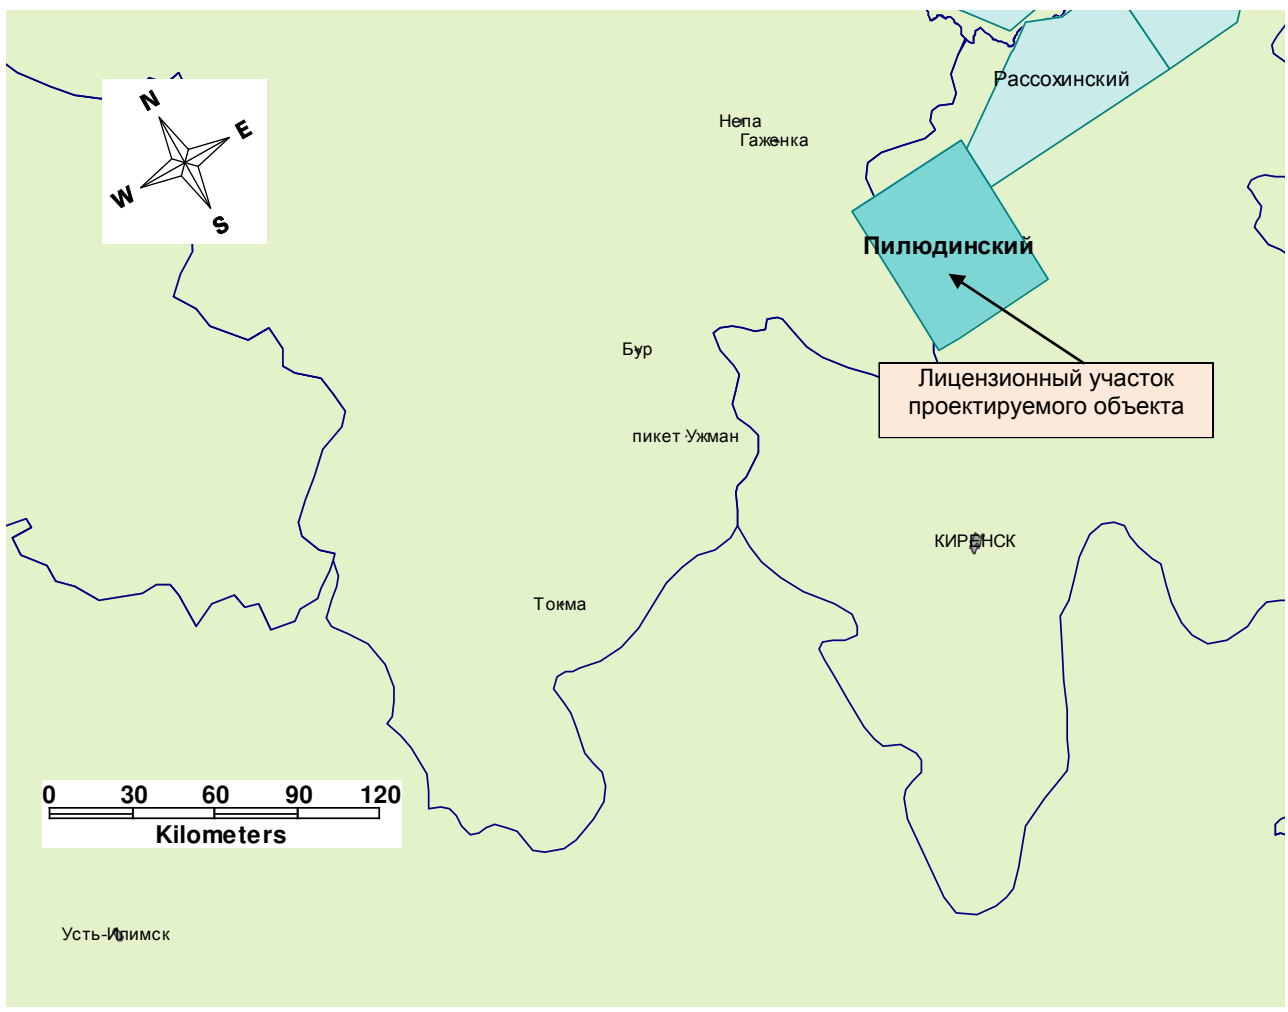 Рассохинский
N
E
W
S
Непа
Гаженка
Пилюдинский
Бур
Лицензионный участок
проектируемого объекта
пикет Ужман
КИРЕНСК
Токма
0 30 60 90 120
Kilometers
Усть-Илимск